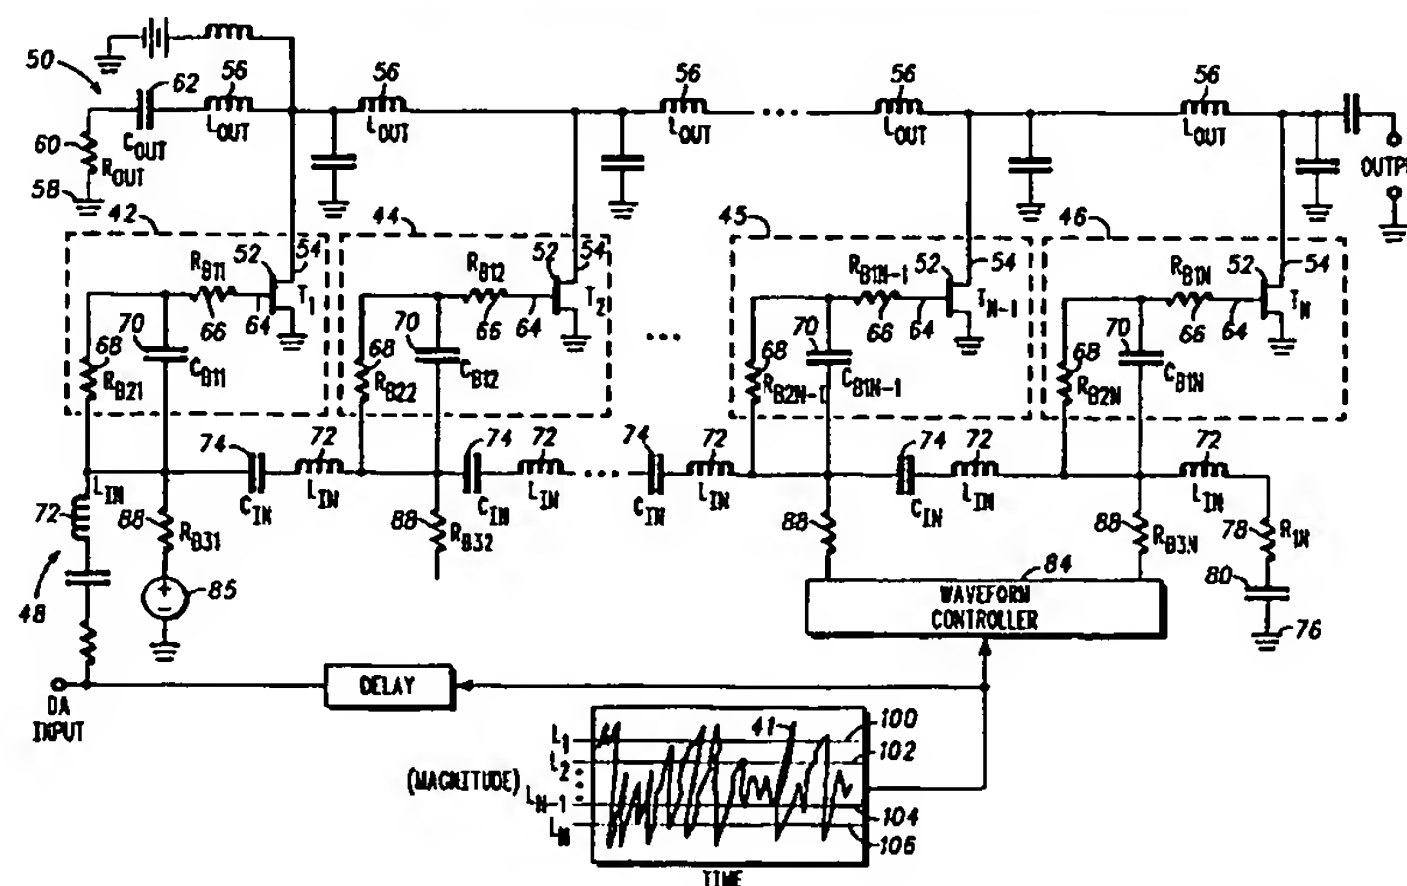 50
62
56
56
56
56
56
60
58
R_OUT
C_OUT
L_OUT
L_OUT
L_OUT
L_OUT
L_OUT
OUTP
42
44
45
46
R_B11
52
54
T_1
66
64
70
68
C_B11
R_B21
R_B12
52
54
T_2
66
64
70
68
C_B12
R_B22
...
R_B1N-1
52
54
T_N-1
66
64
70
68
C_B1N-1
R_B2N-1
R_B1N
52
54
T_N
66
64
70
68
C_B1N
R_B2N
74
72
74
72
74
72
74
72
72
L_IN
C_IN
L_IN
C_IN
L_IN
C_IN
L_IN
C_IN
L_IN
L_IN
72
88
R_B31
88
R_B32
88
88
R_B3N
78
R_IN
80
76
48
85
84
WAVEFORM
CONTROLLER
DA
INPUT
DELAY
(MAGNITUDE)
L_1
L_2
L_N-1
L_N
41
100
102
104
106
TIME